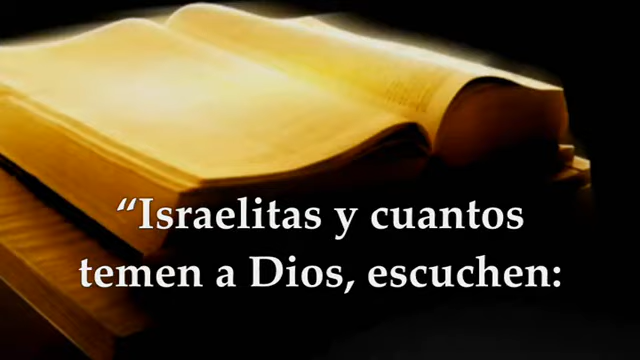 “Israelitas y cuantos
temen a Dios, escuchen: